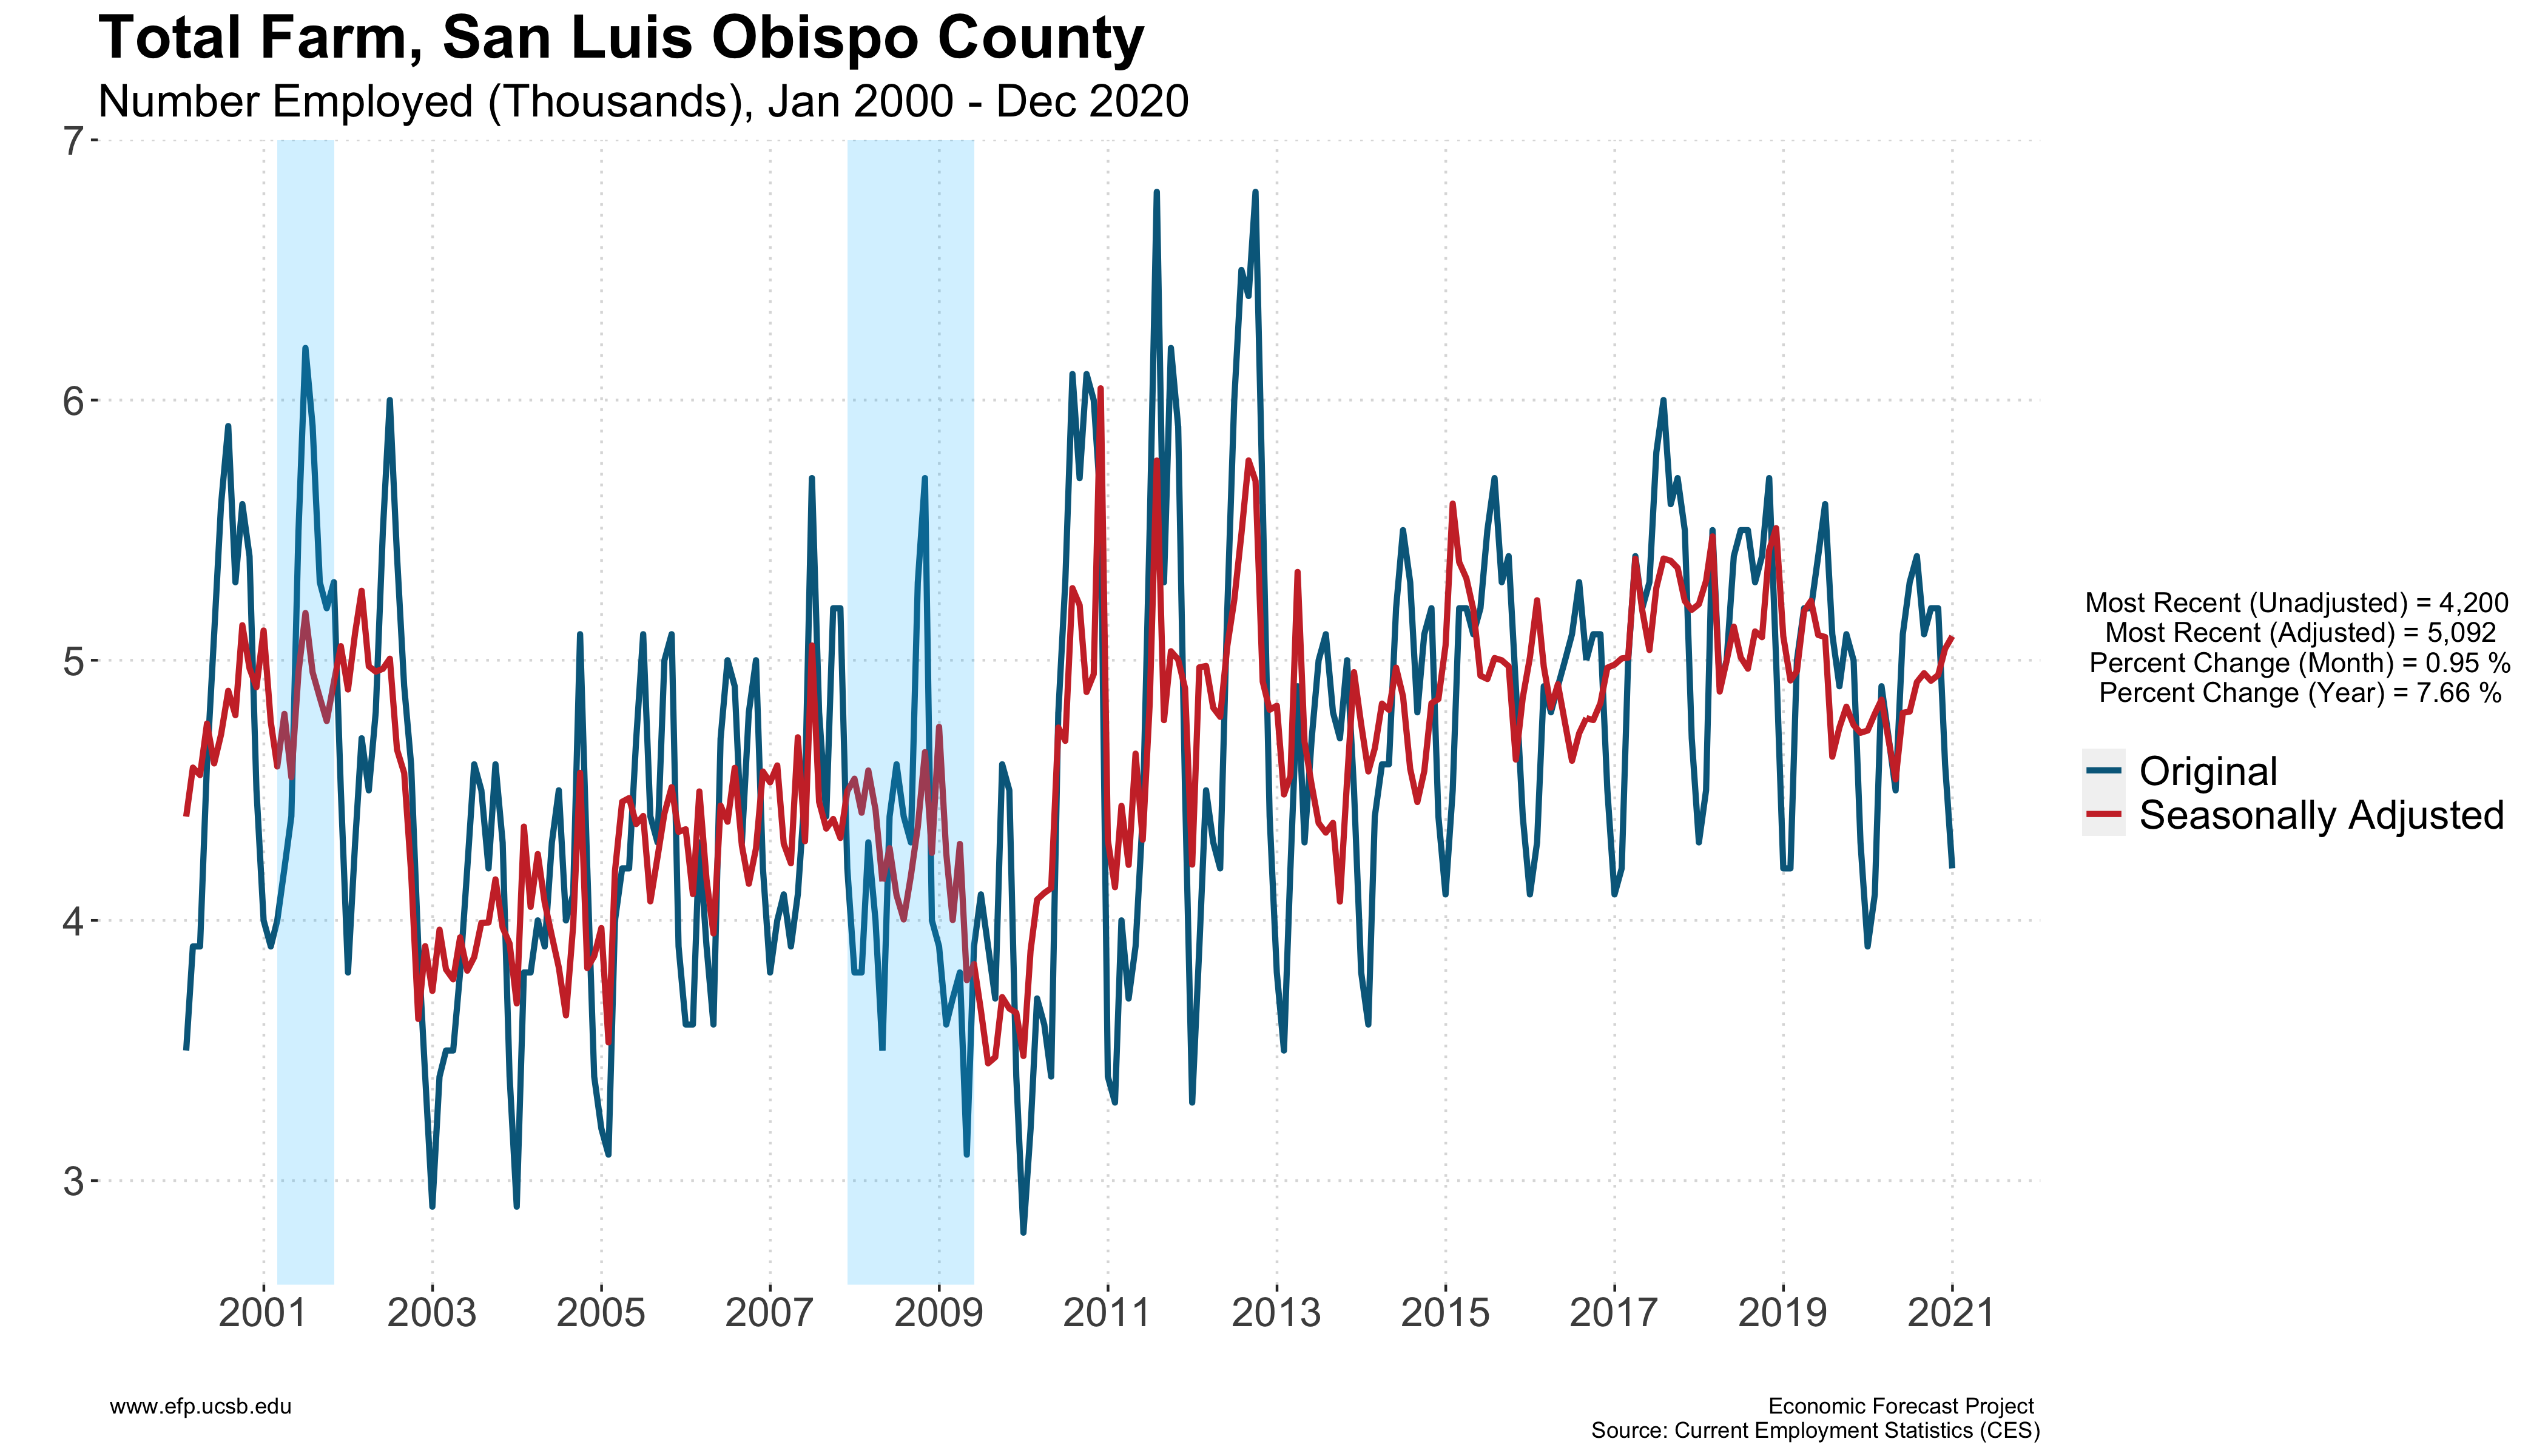 Total Farm, San Luis Obispo County
Number Employed (Thousands), Jan 2000 - Dec 2020
7
6
5
4
3
2001 2003 2005 2007 2009 2011 2013 2015 2017 2019 2021
Most Recent (Unadjusted) = 4,200
Most Recent (Adjusted) = 5,092
Percent Change (Month) = 0.95 %
Percent Change (Year) = 7.66 %
Original
Seasonally Adjusted
www.efp.ucsb.edu
Economic Forecast Project
Source: Current Employment Statistics (CES)